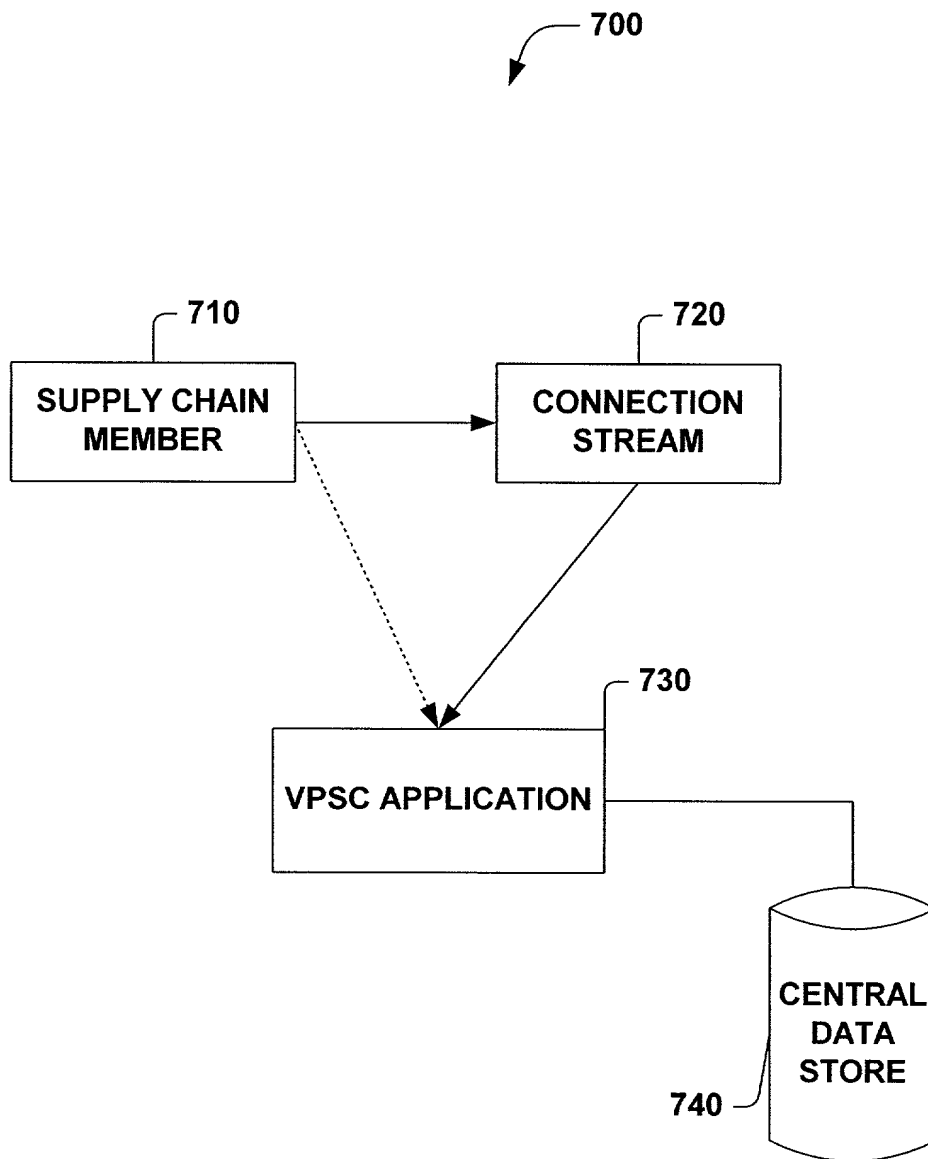 700
710
720
SUPPLY CHAIN
MEMBER
CONNECTION
STREAM
730
VPSC APPLICATION
CENTRAL
DATA
STORE
740